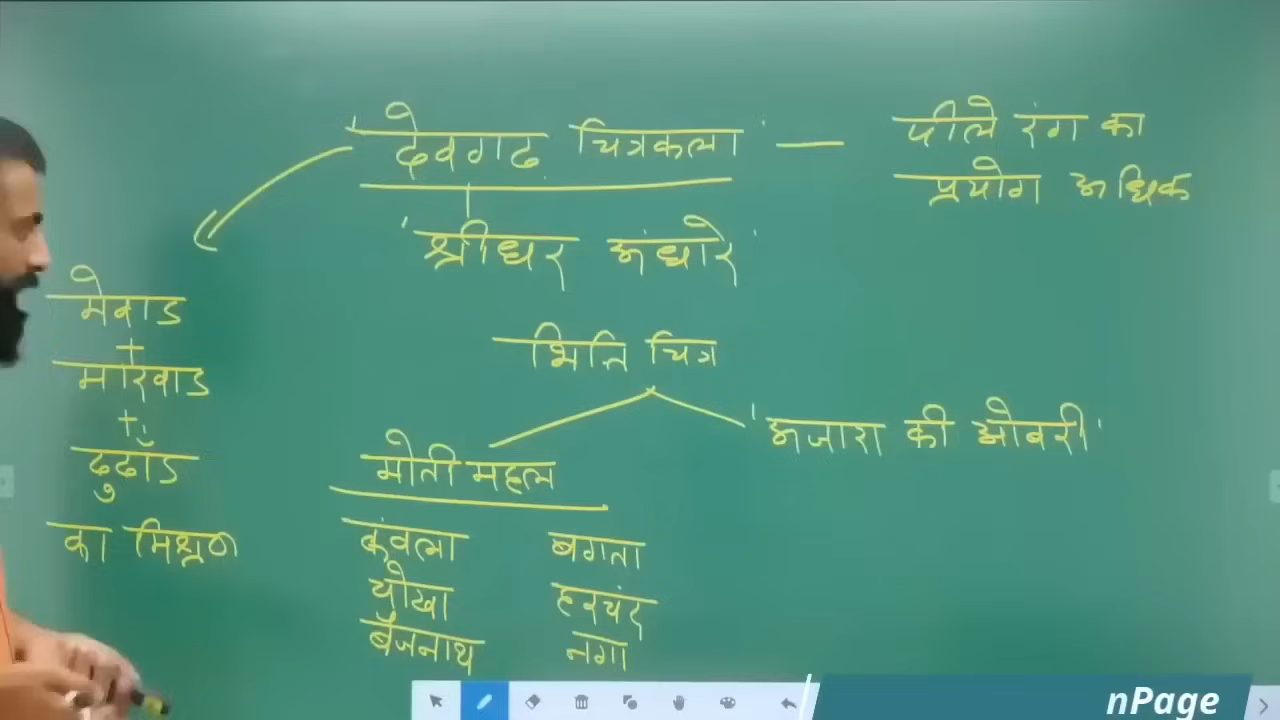 देवगढ चित्रकला — पीले रंग का
प्रयोग अधिक
'श्रीधर अंधारे'
मेवाड
+
मारवाड
+
ढुढाँड
का मिश्रण
भिति चित्र
'अजारा की ओबरी'
मोती महल
कंवला बगता
चोखा हरचंद
बैजनाथ नगा
nPage